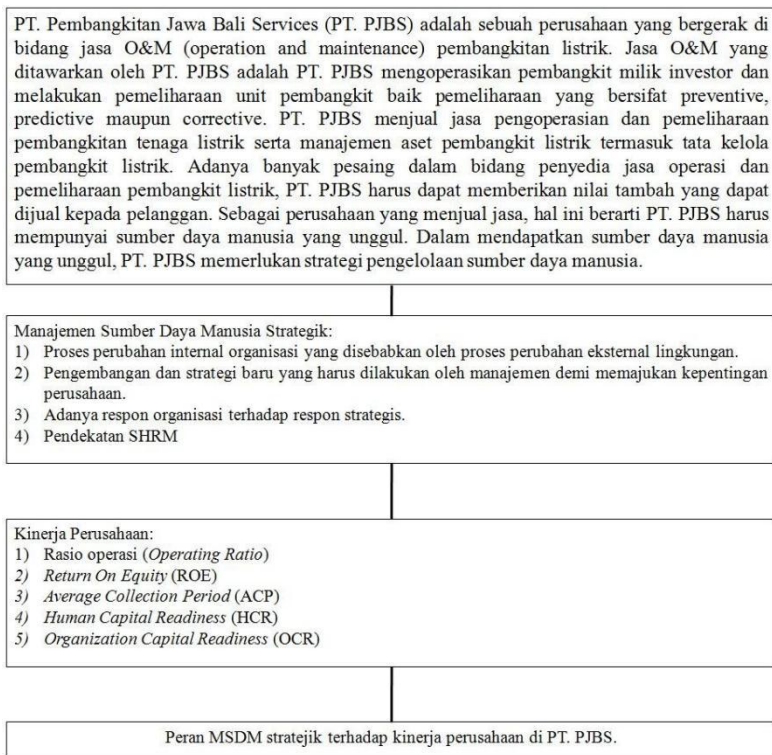 PT. Pembangkitan Jawa Bali Services (PT. PJBS) adalah sebuah perusahaan yang bergerak di
bidang jasa O&M (operation and maintenance) pembangkitan listrik. Jasa O&M yang
ditawarkan oleh PT. PJBS adalah PT. PJBS mengoperasikan pembangkit milik investor dan
melakukan pemeliharaan unit pembangkit baik pemeliharaan yang bersifat preventive,
predictive maupun corrective. PT. PJBS menjual jasa pengoperasian dan pemeliharaan
pembangkitan tenaga listrik serta manajemen aset pembangkit listrik termasuk tata kelola
pembangkit listrik. Adanya banyak pesaing dalam bidang penyedia jasa operasi dan
pemeliharaan pembangkit listrik, PT. PJBS harus dapat memberikan nilai tambah yang dapat
dijual kepada pelanggan. Sebagai perusahaan yang menjual jasa, hal ini berarti PT. PJBS harus
mempunyai sumber daya manusia yang unggul. Dalam mendapatkan sumber daya manusia
yang unggul, PT. PJBS memerlukan strategi pengelolaan sumber daya manusia.
Manajemen Sumber Daya Manusia Strategik:
1) Proses perubahan internal organisasi yang disebabkan oleh proses perubahan eksternal lingkungan.
2) Pengembangan dan strategi baru yang harus dilakukan oleh manajemen demi memajukan kepentingan
perusahaan.
3) Adanya respon organisasi terhadap respon strategis.
4) Pendekatan SHRM
Kinerja Perusahaan:
1) Rasio operasi (Operating Ratio)
2) Return On Equity (ROE)
3) Average Collection Period (ACP)
4) Human Capital Readiness (HCR)
5) Organization Capital Readiness (OCR)
Peran MSDM stratejik terhadap kinerja perusahaan di PT. PJBS.